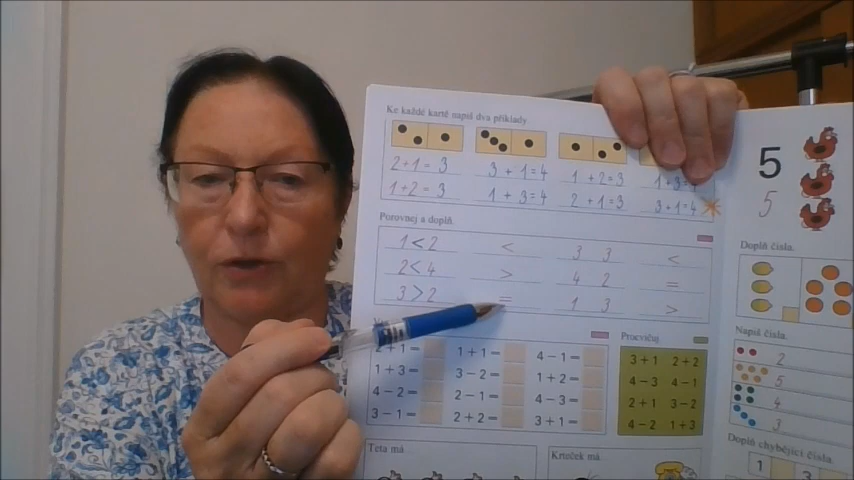 Ke každé kartě napiš dva příklady
2+1=3 3+1=4 1+2=3 1+3=4
1+2=3 1+3=4 2+1=3 3+1=4
Porovnej a doplň.
1<2 < 3 3 <
2<4 > 4 2 =
3>2 = 1 3 >
2+1= 1+1= 4−1=
1+3= 3−2= 1+2=
4−2= 2−1= 4−3=
3−1= 2+2= 3+1=
Procvičuj
3+1 2+2
4−3 4−1
2+1 3−2
4−2 1+3
Teta má
Krteček má
5
5
Doplň čísla.
Napiš čísla.
2
5
4
3
Doplň chybějící čísla.
1 3